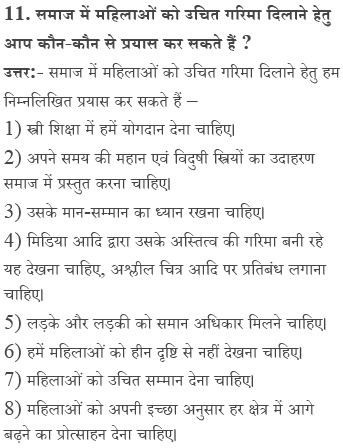 11. समाज में महिलाओं को उचित गरिमा दिलाने हेतु
आप कौन-कौन से प्रयास कर सकते हैं ?
उत्तर:- समाज में महिलाओं को उचित गरिमा दिलाने हेतु हम
निम्नलिखित प्रयास कर सकते हैं –
1) स्त्री शिक्षा में हमें योगदान देना चाहिए।
2) अपने समय की महान एवं विदुषी स्त्रियों का उदाहरण
समाज में प्रस्तुत करना चाहिए।
3) उसके मान-सम्मान का ध्यान रखना चाहिए।
4) मिडिया आदि द्वारा उसके अस्तित्व की गरिमा बनी रहे
यह देखना चाहिए, अश्लील चित्र आदि पर प्रतिबंध लगाना
चाहिए।
5) लड़के और लड़की को समान अधिकार मिलने चाहिए।
6) हमें महिलाओं को हीन दृष्टि से नहीं देखना चाहिए।
7) महिलाओं को उचित सम्मान देना चाहिए।
8) महिलाओं को अपनी इच्छा अनुसार हर क्षेत्र में आगे
बढ़ने का प्रोत्साहन देना चाहिए।